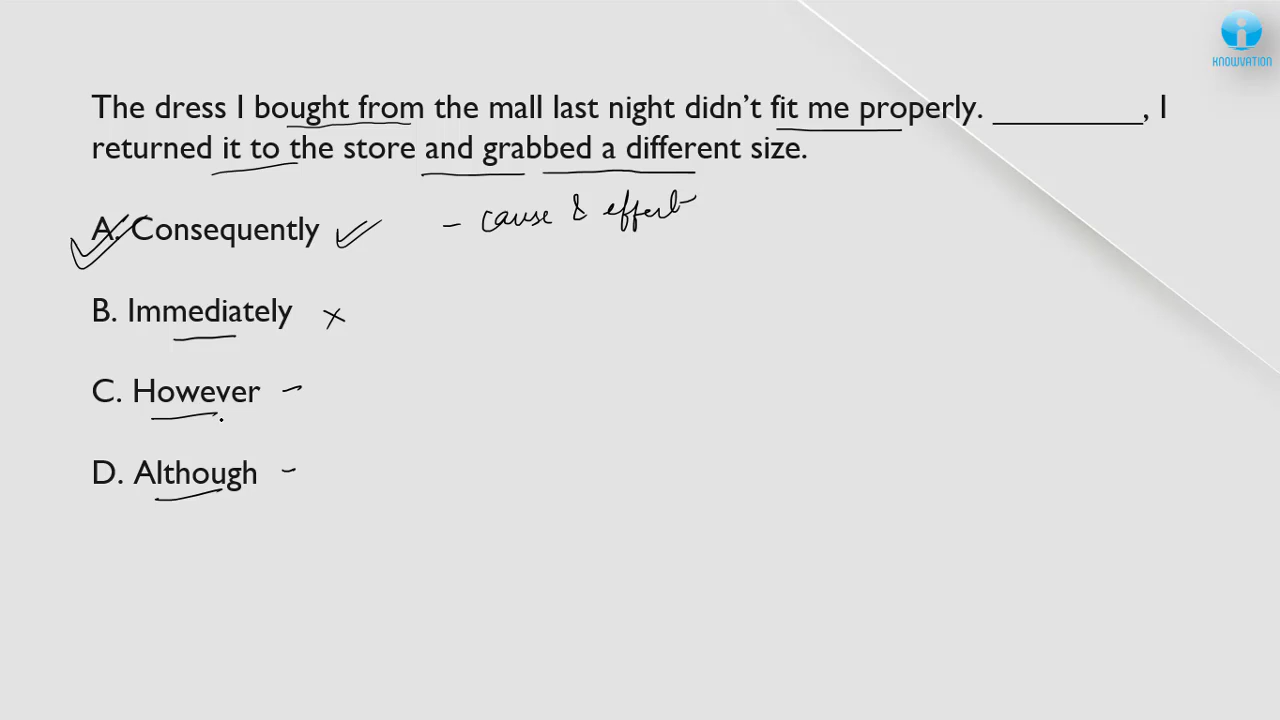 KNOWVATION
The dress I bought from the mall last night didn't fit me properly. _________, I
returned it to the store and grabbed a different size.
A. Consequently - cause & effect
B. Immediately
C. However
D. Although